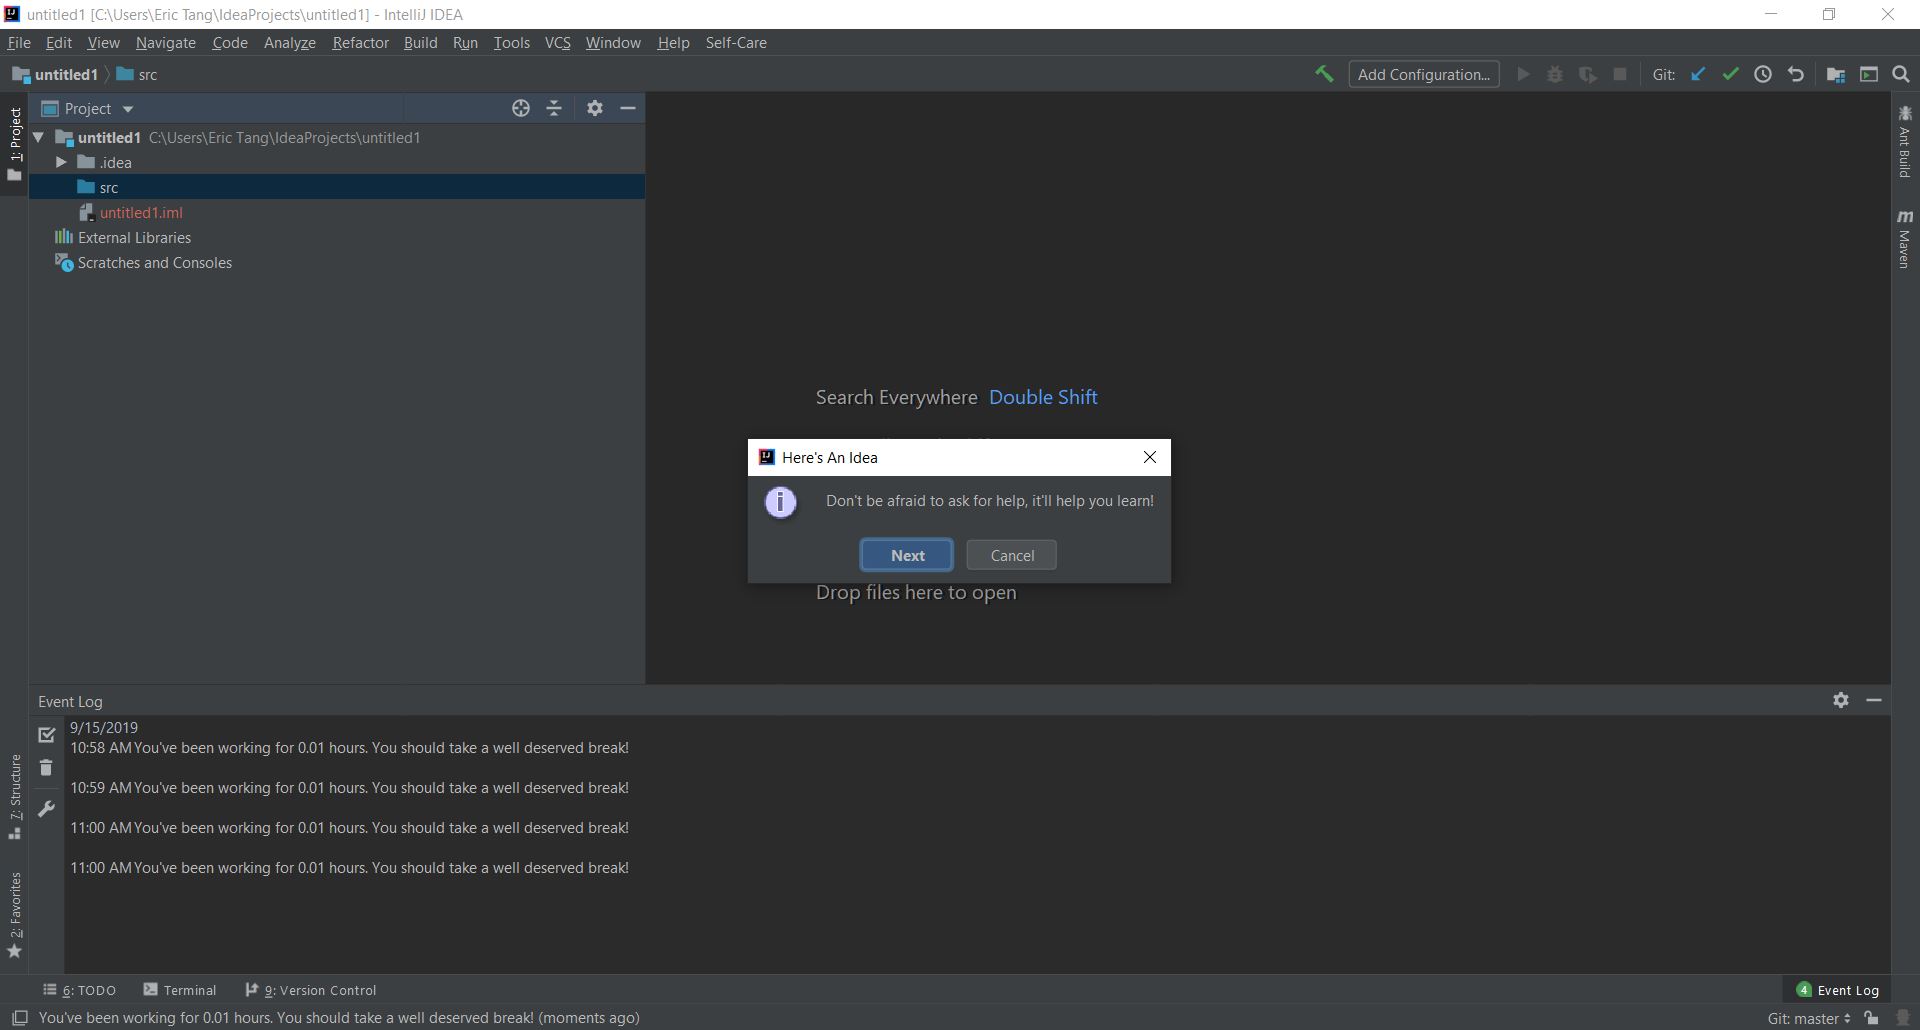 untitled1 [C:\Users\Eric Tang\IdeaProjects\untitled1] - IntelliJ IDEA
File Edit View Navigate Code Analyze Refactor Build Run Tools VCS Window Help Self-Care
untitled1 src Add Configuration... Git:
1: Project
Project
untitled1 C:\Users\Eric Tang\IdeaProjects\untitled1
.idea
src
untitled1.iml
External Libraries
Scratches and Consoles
Ant Build
m Maven
Search Everywhere Double Shift
Here's An Idea
Don't be afraid to ask for help, it'll help you learn!
Next Cancel
Drop files here to open
Event Log
9/15/2019
10:58 AM You've been working for 0.01 hours. You should take a well deserved break!
10:59 AM You've been working for 0.01 hours. You should take a well deserved break!
11:00 AM You've been working for 0.01 hours. You should take a well deserved break!
11:00 AM You've been working for 0.01 hours. You should take a well deserved break!
7: Structure
2: Favorites
6: TODO Terminal 9: Version Control 4 Event Log
You've been working for 0.01 hours. You should take a well deserved break! (moments ago) Git: master